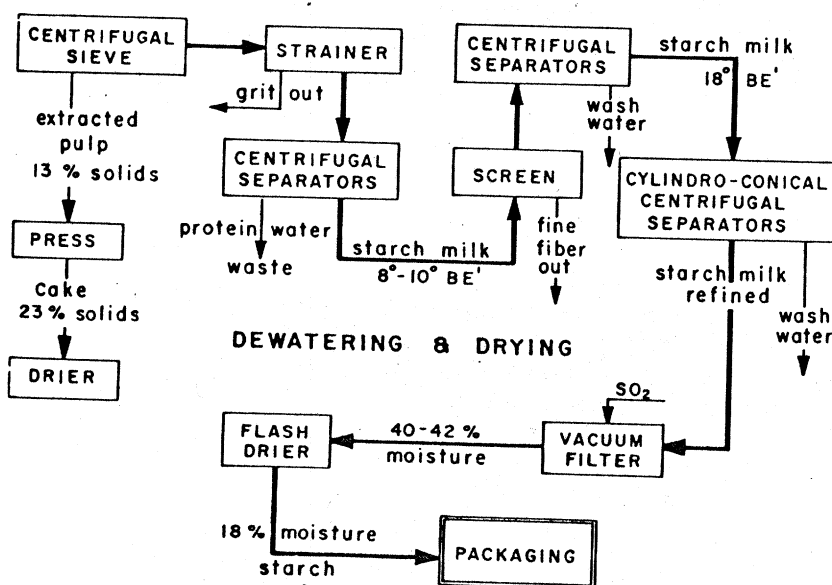 CENTRIFUGAL
SIEVE
STRAINER
grit out
extracted
pulp
13 % solids
PRESS
Cake
23 % solids
DRIER
CENTRIFUGAL
SEPARATORS
protein water
waste
starch milk
8°-10° BE'
SCREEN
fine
fiber
out
CENTRIFUGAL
SEPARATORS
wash
water
starch milk
18° BE'
CYLINDRO-CONICAL
CENTRIFUGAL
SEPARATORS
starch milk
refined
wash
water
DEWATERING & DRYING
SO₂
VACUUM
FILTER
40-42 %
moisture
FLASH
DRIER
18 % moisture
starch
PACKAGING